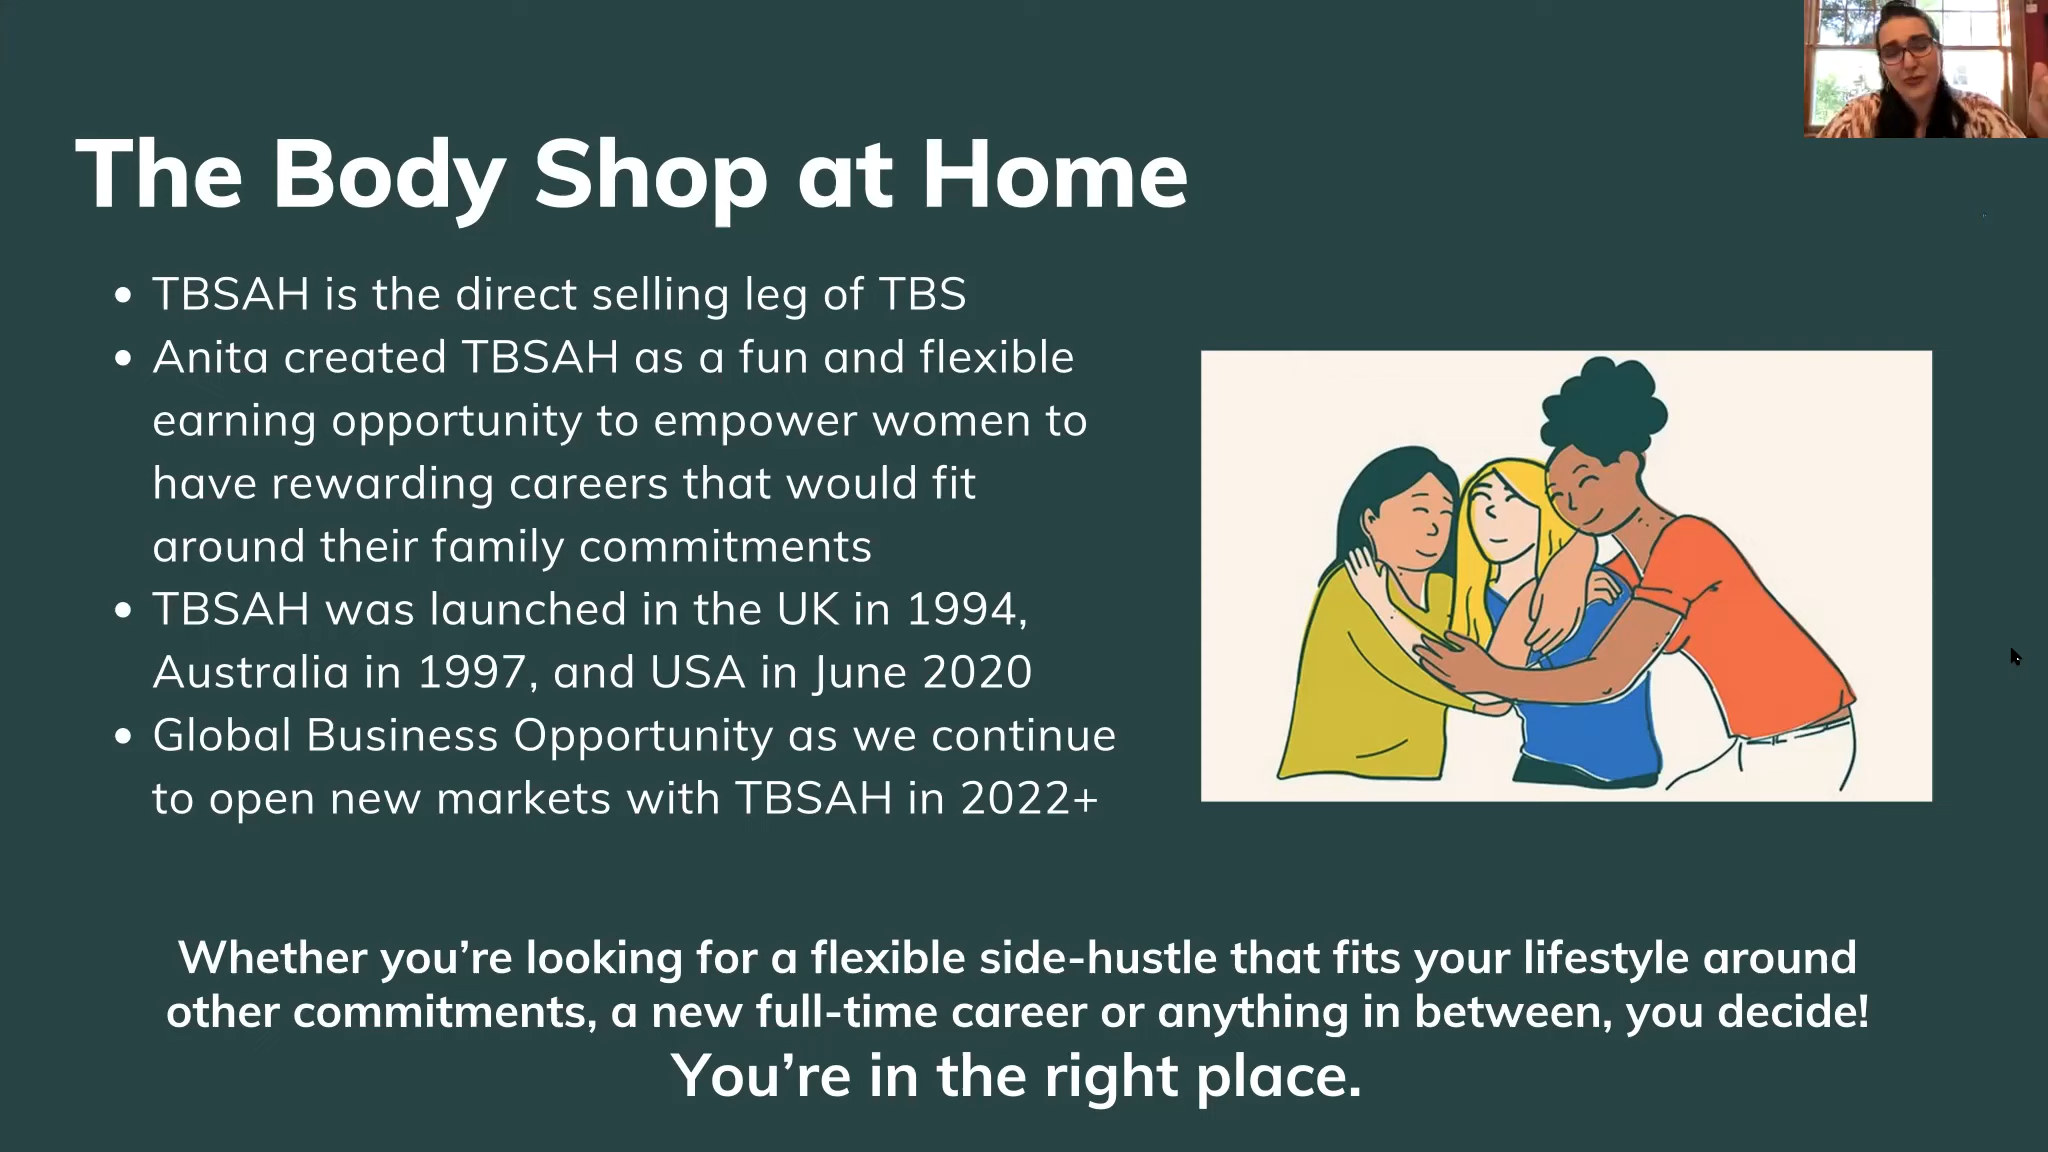 The Body Shop at Home
• TBSAH is the direct selling leg of TBS
• Anita created TBSAH as a fun and flexible
earning opportunity to empower women to
have rewarding careers that would fit
around their family commitments
• TBSAH was launched in the UK in 1994,
Australia in 1997, and USA in June 2020
• Global Business Opportunity as we continue
to open new markets with TBSAH in 2022+
Whether you’re looking for a flexible side-hustle that fits your lifestyle around
other commitments, a new full-time career or anything in between, you decide!
You’re in the right place.